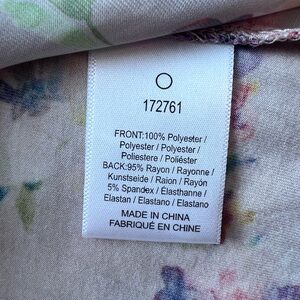 172761
FRONT:100% Polyester /
Polyester / Polyester /
Poliestere / Poliéster
BACK:95% Rayon / Rayonne /
Kunstseide / Raion / Rayón
5% Spandex / Élasthanne /
Elastan / Elastano / Elastano
MADE IN CHINA
FABRIQUÉ EN CHINE